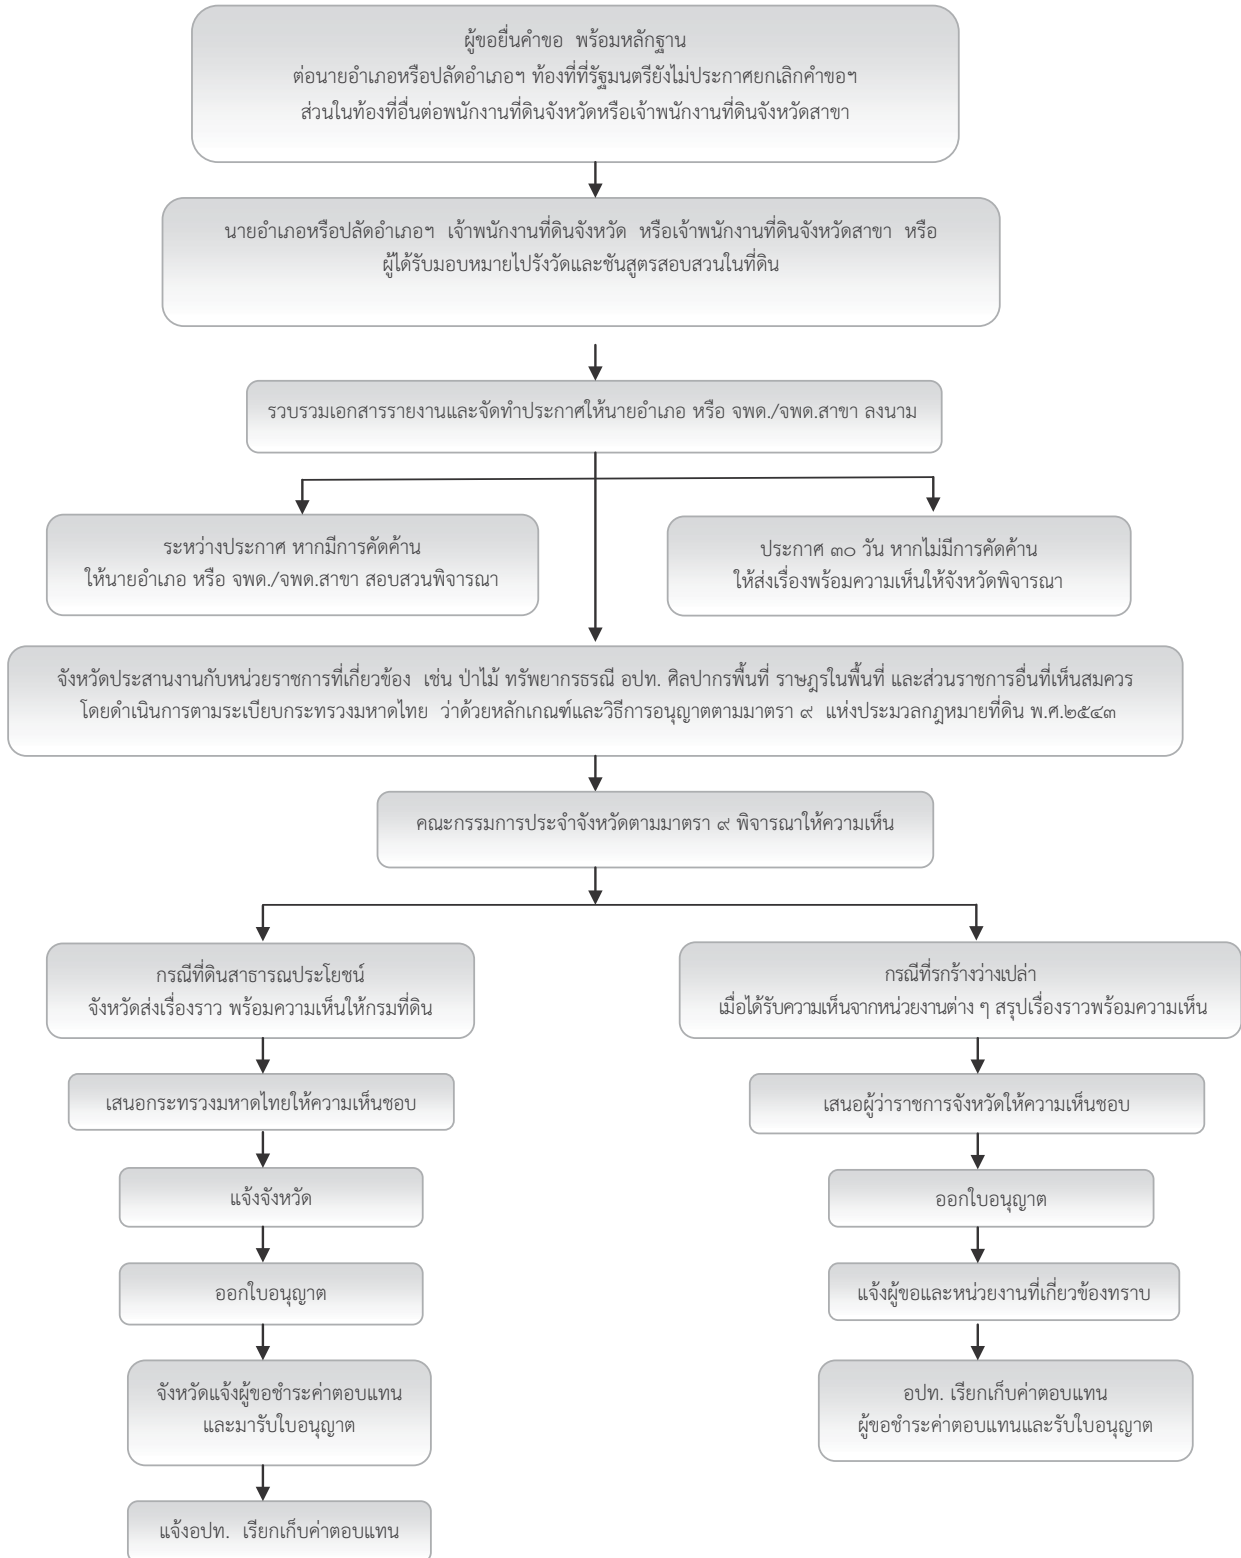 ผู้ขอยื่นคำขอ พร้อมหลักฐาน
ต่อนายอำเภอหรือปลัดอำเภอฯ ท้องที่ที่รัฐมนตรียังไม่ประกาศยกเลิกคำขอฯ
ส่วนในท้องที่อื่นต่อพนักงานที่ดินจังหวัดหรือเจ้าพนักงานที่ดินจังหวัดสาขา
นายอำเภอหรือปลัดอำเภอฯ เจ้าพนักงานที่ดินจังหวัด หรือเจ้าพนักงานที่ดินจังหวัดสาขา หรือ
ผู้ได้รับมอบหมายไปรังวัดและชันสูตรสอบสวนในที่ดิน
รวบรวมเอกสารรายงานและจัดทำประกาศให้นายอำเภอ หรือ จพด./จพด.สาขา ลงนาม
ระหว่างประกาศ หากมีการคัดค้าน
ให้นายอำเภอ หรือ จพด./จพด.สาขา สอบสวนพิจารณา
ประกาศ ๓๐ วัน หากไม่มีการคัดค้าน
ให้ส่งเรื่องพร้อมความเห็นให้จังหวัดพิจารณา
จังหวัดประสานงานกับหน่วยราชการที่เกี่ยวข้อง เช่น ป่าไม้ ทรัพยากรธรณี อปท. ศิลปากรพื้นที่ ราษฎรในพื้นที่ และส่วนราชการอื่นที่เห็นสมควร
โดยดำเนินการตามระเบียบกระทรวงมหาดไทย ว่าด้วยหลักเกณฑ์และวิธีการอนุญาตตามมาตรา ๙ แห่งประมวลกฎหมายที่ดิน พ.ศ.๒๕๔๓
คณะกรรมการประจำจังหวัดตามมาตรา ๙ พิจารณาให้ความเห็น
กรณีที่ดินสาธารณประโยชน์
จังหวัดส่งเรื่องราว พร้อมความเห็นให้กรมที่ดิน
เสนอกระทรวงมหาดไทยให้ความเห็นชอบ
แจ้งจังหวัด
ออกใบอนุญาต
จังหวัดแจ้งผู้ขอชำระค่าตอบแทน
และมารับใบอนุญาต
แจ้งอปท. เรียกเก็บค่าตอบแทน
กรณีที่รกร้างว่างเปล่า
เมื่อได้รับความเห็นจากหน่วยงานต่าง ๆ สรุปเรื่องราวพร้อมความเห็น
เสนอผู้ว่าราชการจังหวัดให้ความเห็นชอบ
ออกใบอนุญาต
แจ้งผู้ขอและหน่วยงานที่เกี่ยวข้องทราบ
อปท. เรียกเก็บค่าตอบแทน
ผู้ขอชำระค่าตอบแทนและรับใบอนุญาต